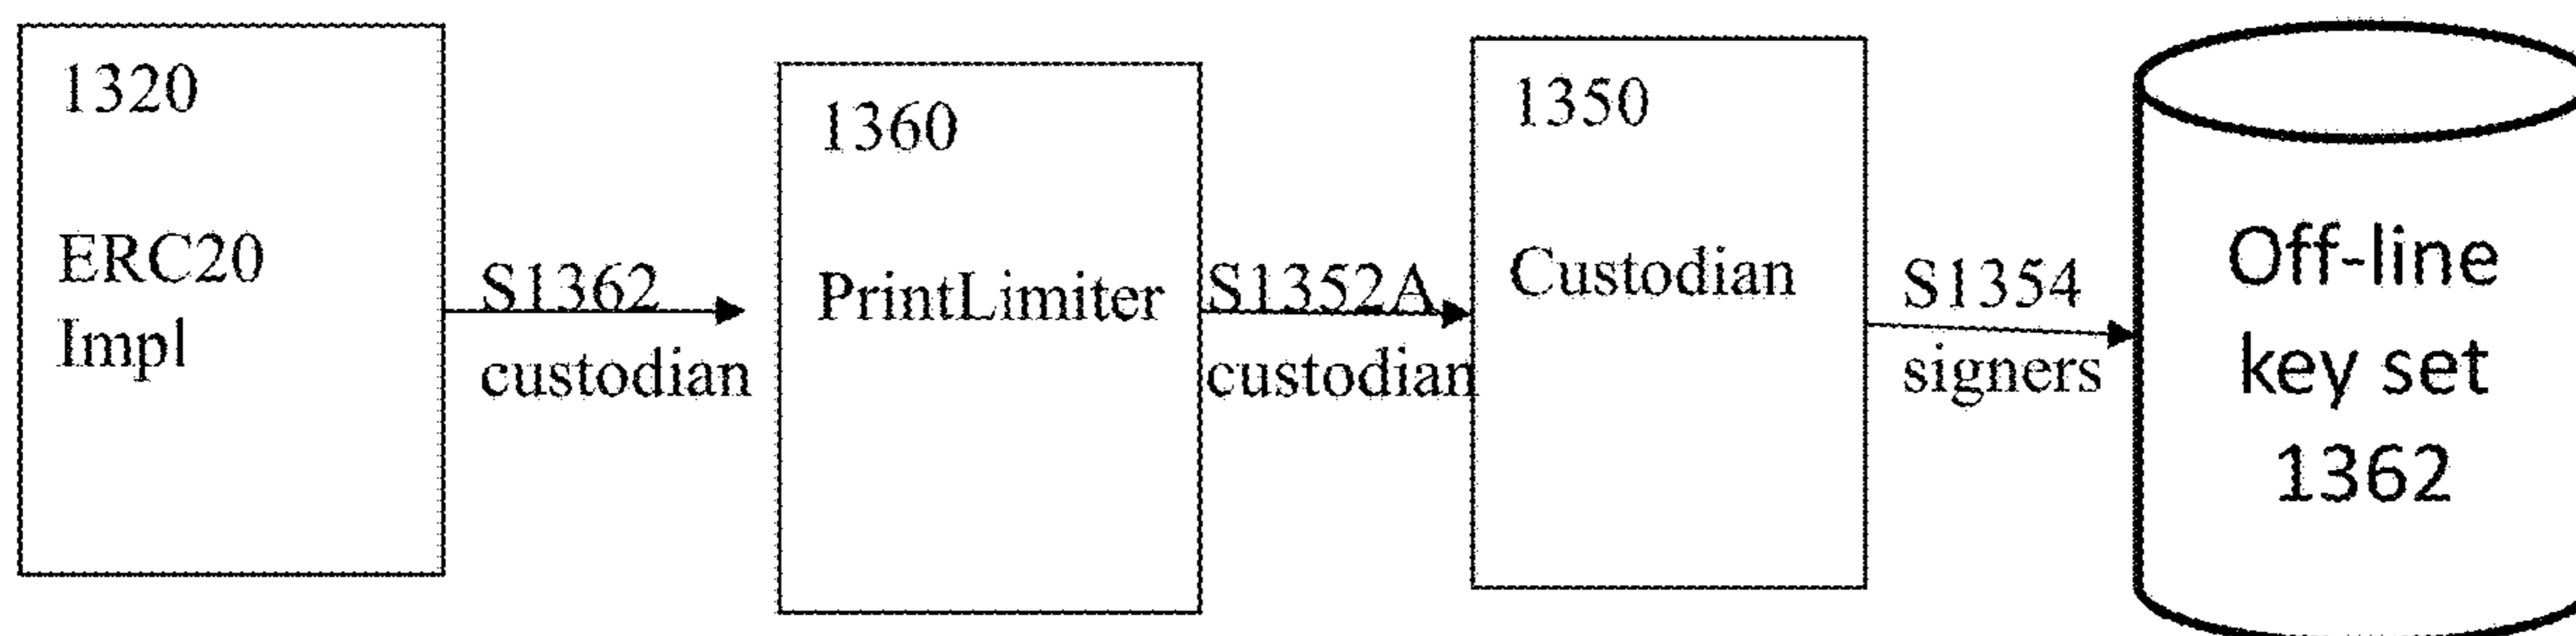 1320
ERC20
Impl
S1362
custodian
1360
PrintLimiter
S1352A
custodian
1350
Custodian
S1354
signers
Off-line
key set
1362